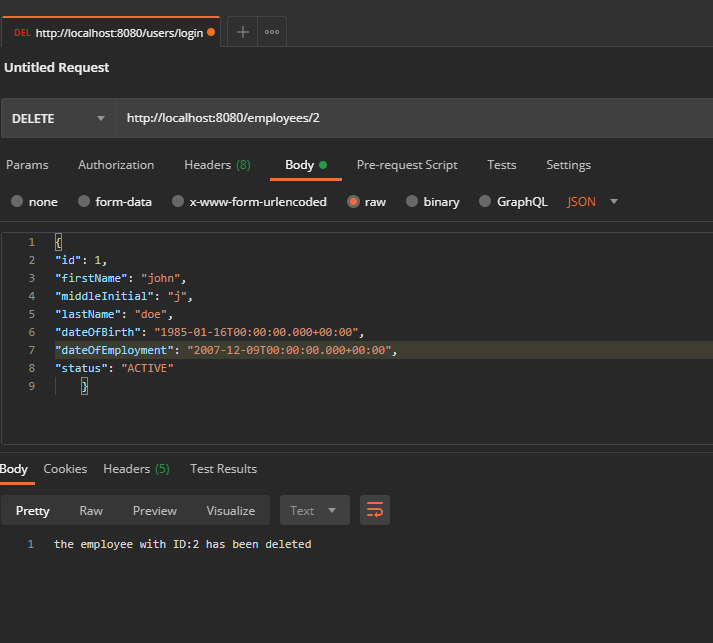 DEL http://localhost:8080/users/login
Untitled Request
DELETE http://localhost:8080/employees/2
Params Authorization Headers (8) Body Pre-request Script Tests Settings
none form-data x-www-form-urlencoded raw binary GraphQL JSON
1 {
2 "id": 1,
3 "firstName": "john",
4 "middleInitial": "j",
5 "lastName": "doe",
6 "dateOfBirth": "1985-01-16T00:00:00.000+00:00",
7 "dateOfEmployment": "2007-12-09T00:00:00.000+00:00",
8 "status": "ACTIVE"
9 }
Body Cookies Headers (5) Test Results
Pretty Raw Preview Visualize Text
1 the employee with ID:2 has been deleted